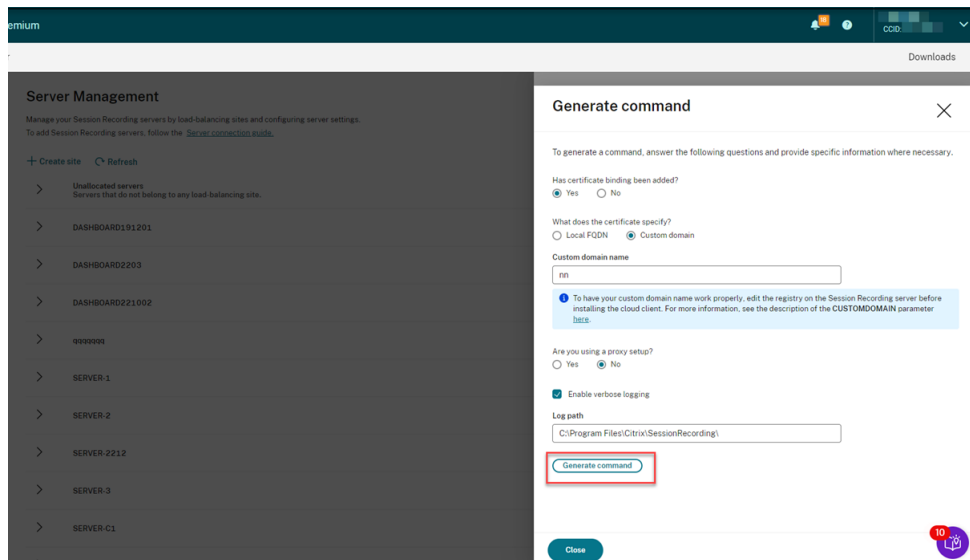 emium
18
CCID:
Downloads
Server Management
Manage your Session Recording servers by load-balancing sites and configuring server settings.
To add Session Recording servers, follow the Server connection guide.
+ Create site Refresh
Unallocated servers
Servers that do not belong to any load-balancing site.
DASHBOARD191201
DASHBOARD2203
DASHBOARD221002
SERVER-1
SERVER-2
SERVER-2212
SERVER-3
SERVER-C1
Generate command
To generate a command, answer the following questions and provide specific information where necessary.
Has certificate binding been added?
Yes No
What does the certificate specify?
Local FQDN Custom domain
Custom domain name
nn
To have your custom domain name work properly, edit the registry on the Session Recording server before
installing the cloud client. For more information, see the description of the CUSTOMDOMAIN parameter
here.
Are you using a proxy setup?
Yes No
Enable verbose logging
Log path
C:\Program Files\Citrix\SessionRecording\
Generate command
Close
10